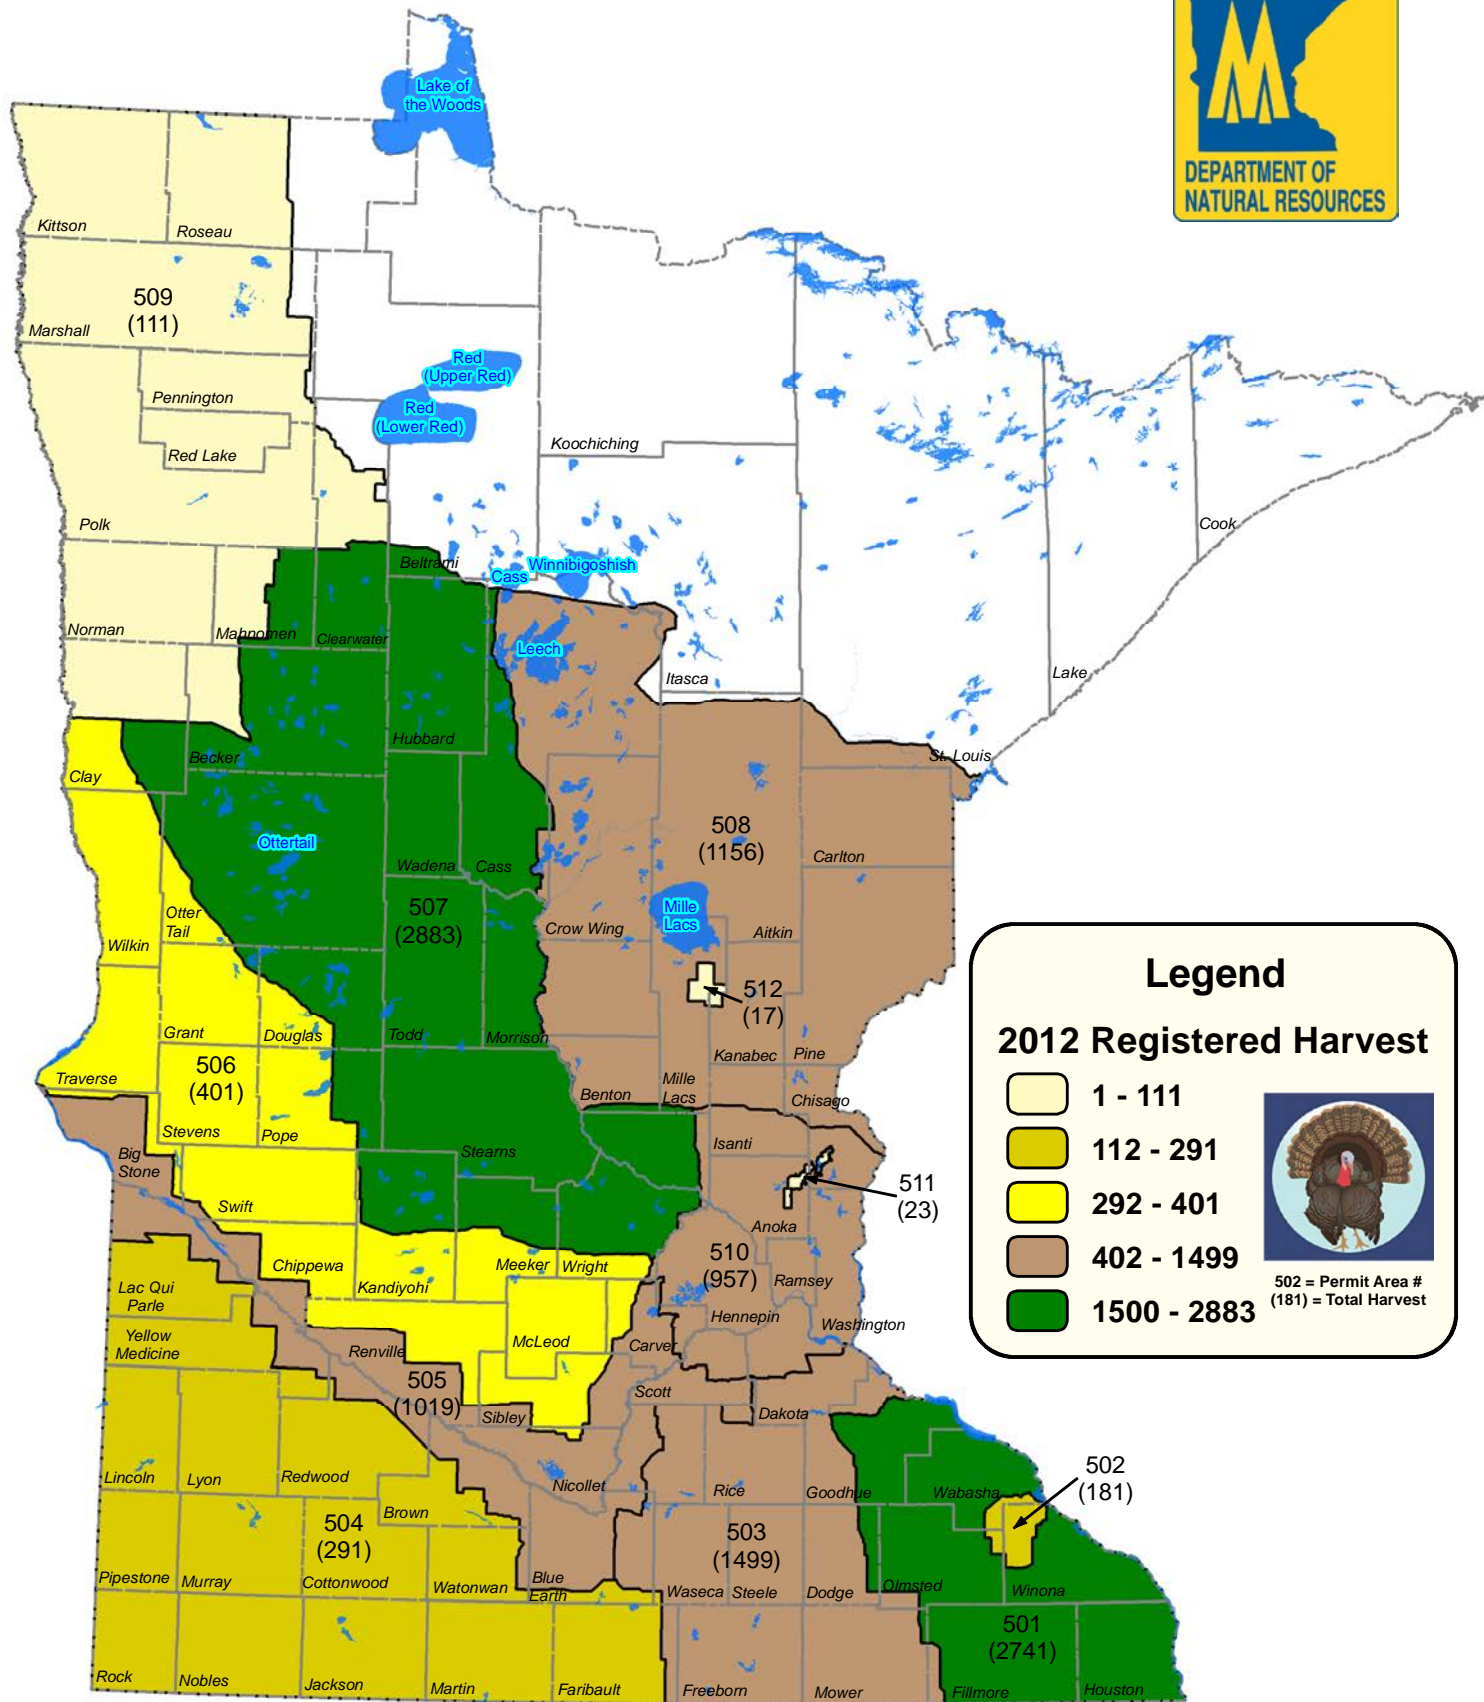 DEPARTMENT OF
NATURAL RESOURCES
Lake of
the Woods
Kittson
Roseau
509
(111)
Marshall
Red
(Upper Red)
Pennington
Red
(Lower Red)
Koochiching
Red Lake
Polk
Cook
Beltrami
Cass
Winnibigoshish
Norman
Mahnomen
Clearwater
Leech
Itasca
Lake
Hubbard
Becker
St. Louis
Clay
508
(1156)
Ottertail
Wadena
Cass
Carlton
507
(2883)
Mille
Lacs
Otter
Tail
Crow Wing
Aitkin
Wilkin
512
(17)
Grant
Douglas
Todd
Morrison
Kanabec
Pine
506
(401)
Traverse
Mille
Lacs
Benton
Chisago
Stevens
Pope
Isanti
Big
Stone
Stearns
511
(23)
Swift
Anoka
510
(957)
Chippewa
Kandiyohi
Meeker
Wright
Ramsey
Lac Qui
Parle
Hennepin
Washington
Yellow
Medicine
Renville
McLeod
Carver
505
(1019)
Scott
Sibley
Dakota
Lincoln
Lyon
Redwood
Nicollet
Rice
Goodhue
Wabasha
502
(181)
Brown
504
(291)
503
(1499)
Pipestone
Murray
Cottonwood
Watonwan
Blue
Earth
Waseca
Steele
Dodge
Olmsted
Winona
501
(2741)
Rock
Nobles
Jackson
Martin
Faribault
Freeborn
Mower
Fillmore
Houston
Legend
2012 Registered Harvest
1 - 111
112 - 291
292 - 401
402 - 1499
1500 - 2883
502 = Permit Area #
(181) = Total Harvest